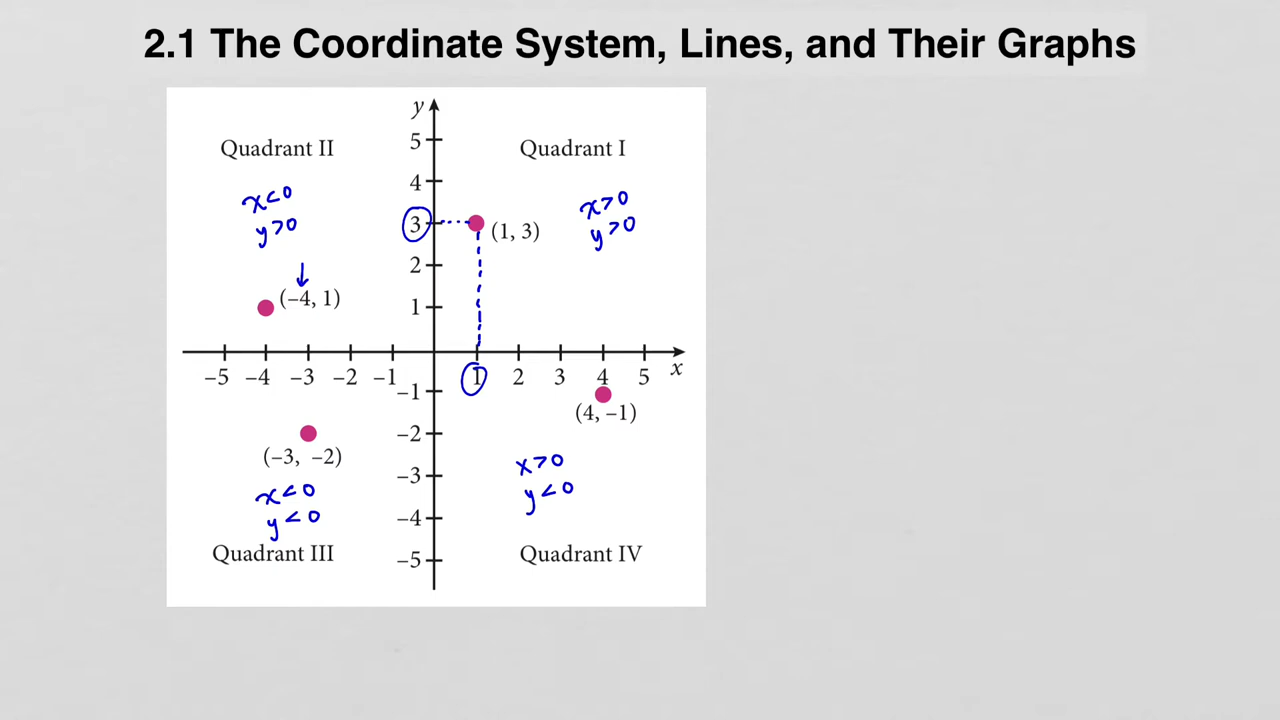 2.1 The Coordinate System, Lines, and Their Graphs
y
Quadrant II
5
Quadrant I
4
x<0
y>0
3
(1, 3)
x>0
y>0
2
(–4, 1)
1
–5 –4 –3 –2 –1 1 2 3 4 5 x
–1
(4, –1)
–2
(–3, –2)
–3
x>0
y<0
x<0
y<0
–4
Quadrant III
–5
Quadrant IV